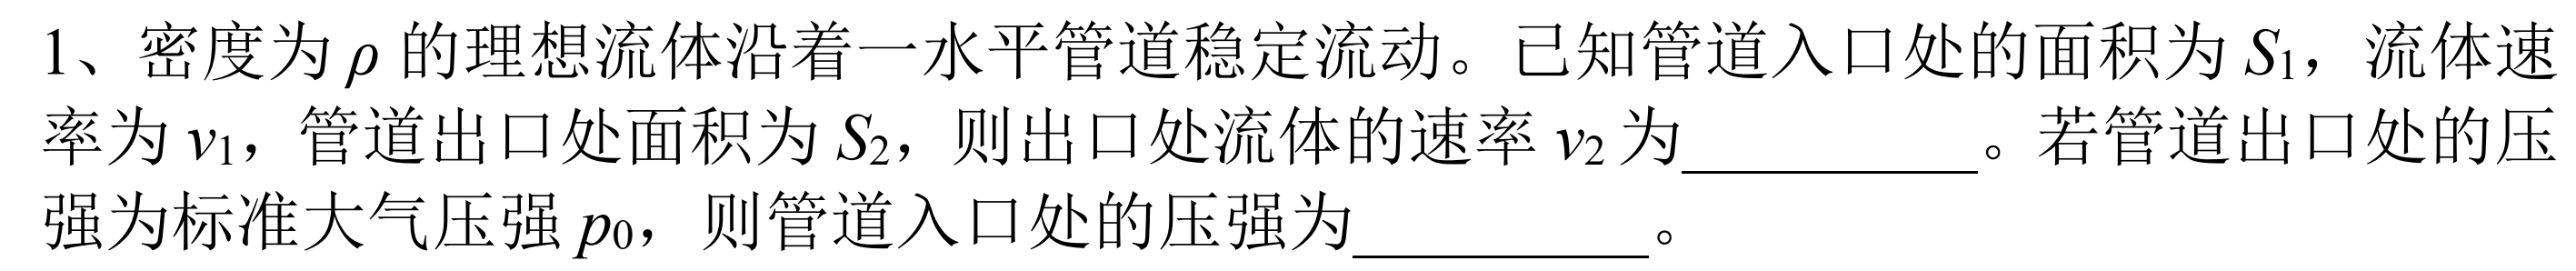 1、密度为 ρ 的理想流体沿着一水平管道稳定流动。已知管道入口处的面积为 S₁，流体速
率为 v₁，管道出口处面积为 S₂，则出口处流体的速率 v₂ 为__________。若管道出口处的压
强为标准大气压强 p₀，则管道入口处的压强为__________。